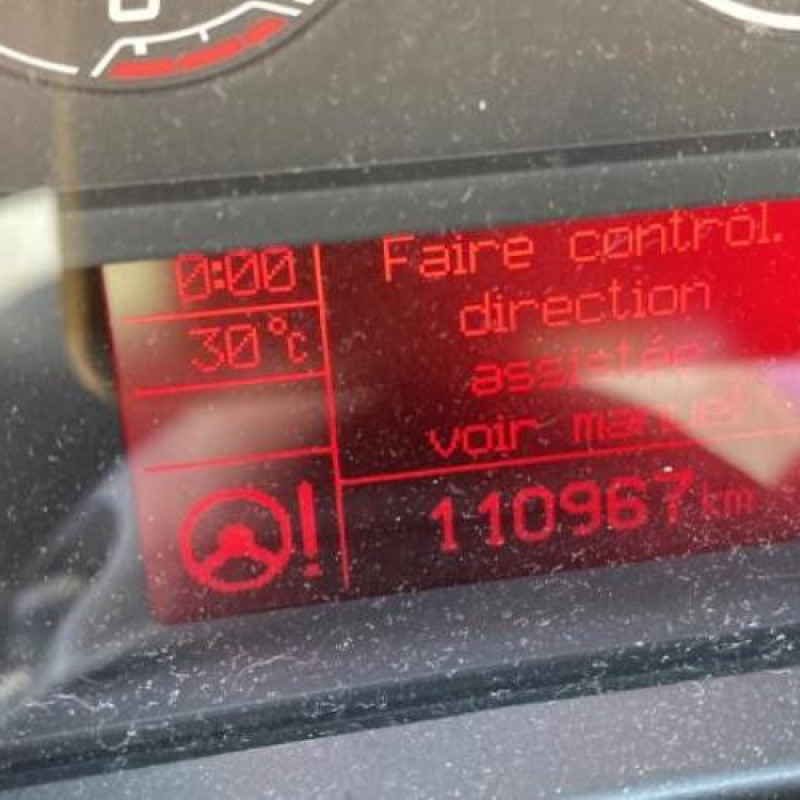 0:00
30°c
Faire contrôl.
direction
assistée
voir manuel
110967 km